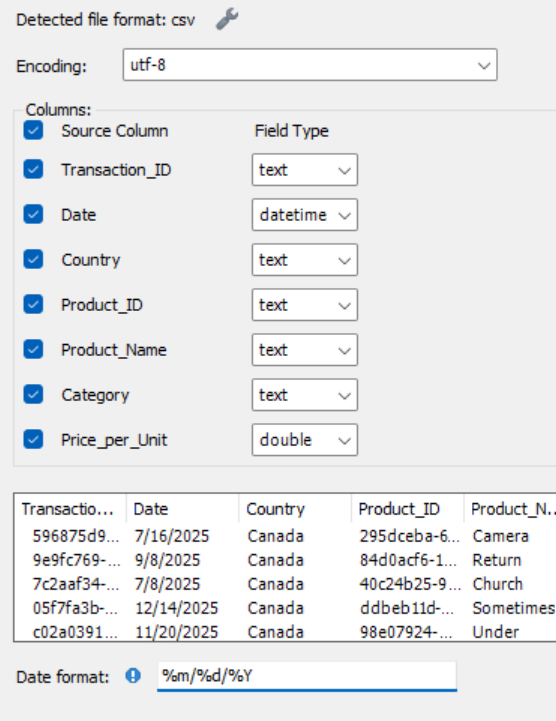 Detected file format: csv
Encoding: utf-8
Columns:
Source Column Field Type
Transaction_ID text
Date datetime
Country text
Product_ID text
Product_Name text
Category text
Price_per_Unit double
Transactio... Date Country Product_ID Product_N...
596875d9... 7/16/2025 Canada 295dceba-6... Camera
9e9fc769-... 9/8/2025 Canada 84d0acf6-1... Return
7c2aaf34-... 7/8/2025 Canada 40c24b25-9... Church
05f7fa3b-... 12/14/2025 Canada ddbeb11d-... Sometimes
c02a0391... 11/20/2025 Canada 98e07924-... Under
Date format: %m/%d/%Y